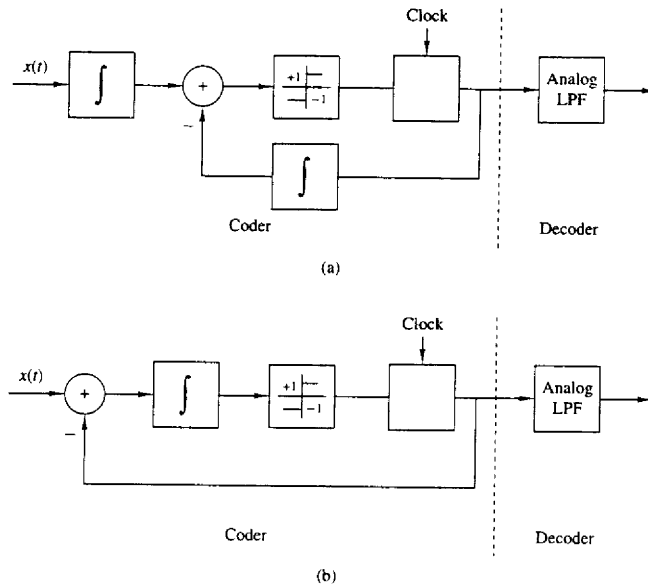 Clock
x(t)
∫
+
+1
−1
Analog
LPF
−
∫
Coder
Decoder
(a)
Clock
x(t)
+
∫
+1
−1
Analog
LPF
−
Coder
Decoder
(b)